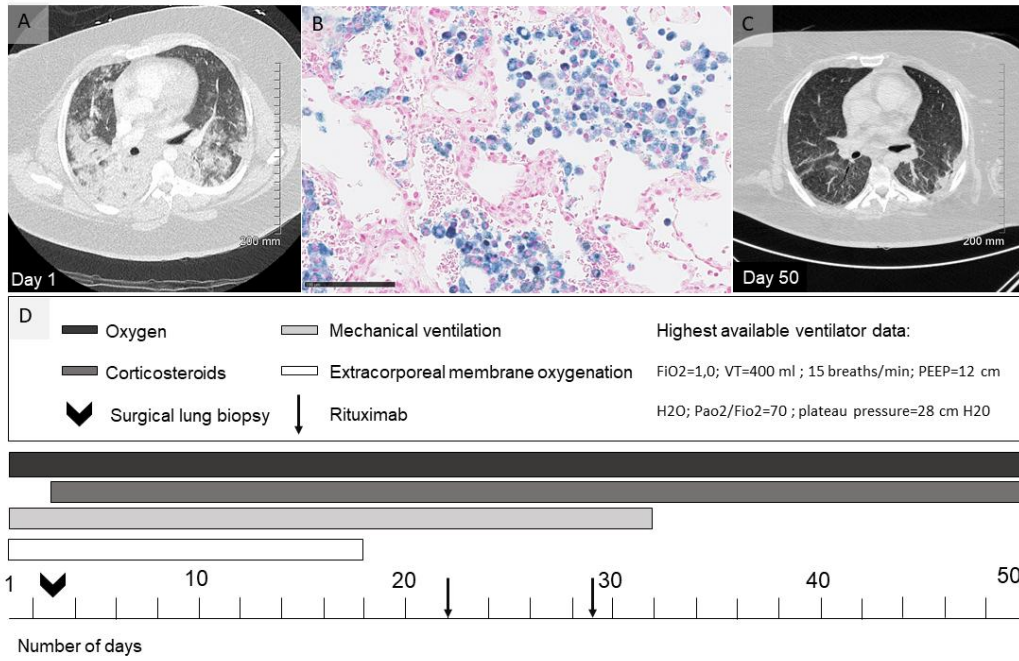 A
B
C
200 mm
200 mm
Day 1
Day 50
D
Oxygen
Mechanical ventilation
Highest available ventilator data:
Corticosteroids
Extracorporeal membrane oxygenation
FiO2=1,0; VT=400 ml ; 15 breaths/min; PEEP=12 cm
Surgical lung biopsy
Rituximab
H2O; Pao2/Fio2=70 ; plateau pressure=28 cm H20
1
10
20
30
40
50
Number of days